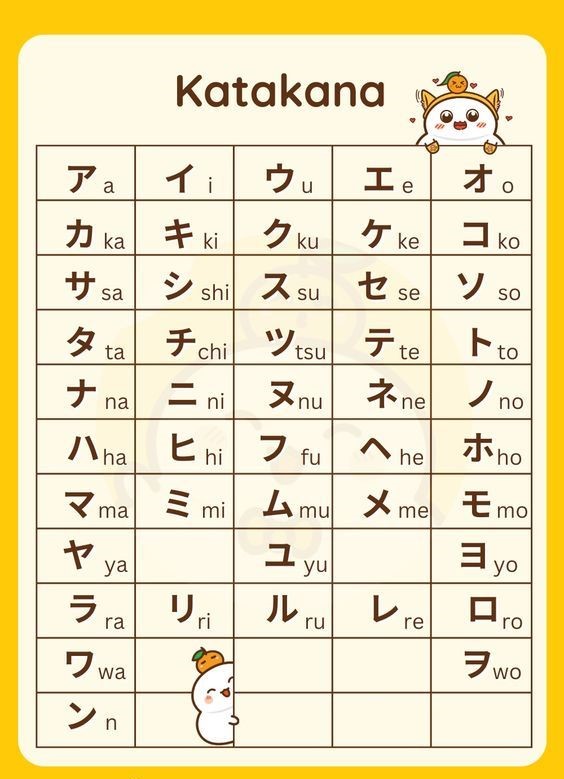 Katakana
ア a イ i ウ u エ e オ o
カ ka キ ki ク ku ケ ke コ ko
サ sa シ shi ス su セ se ソ so
タ ta チ chi ツ tsu テ te ト to
ナ na ニ ni ヌ nu ネ ne ノ no
ハ ha ヒ hi フ fu ヘ he ホ ho
マ ma ミ mi ム mu メ me モ mo
ヤ ya ユ yu ヨ yo
ラ ra リ ri ル ru レ re ロ ro
ワ wa ヲ wo
ン n